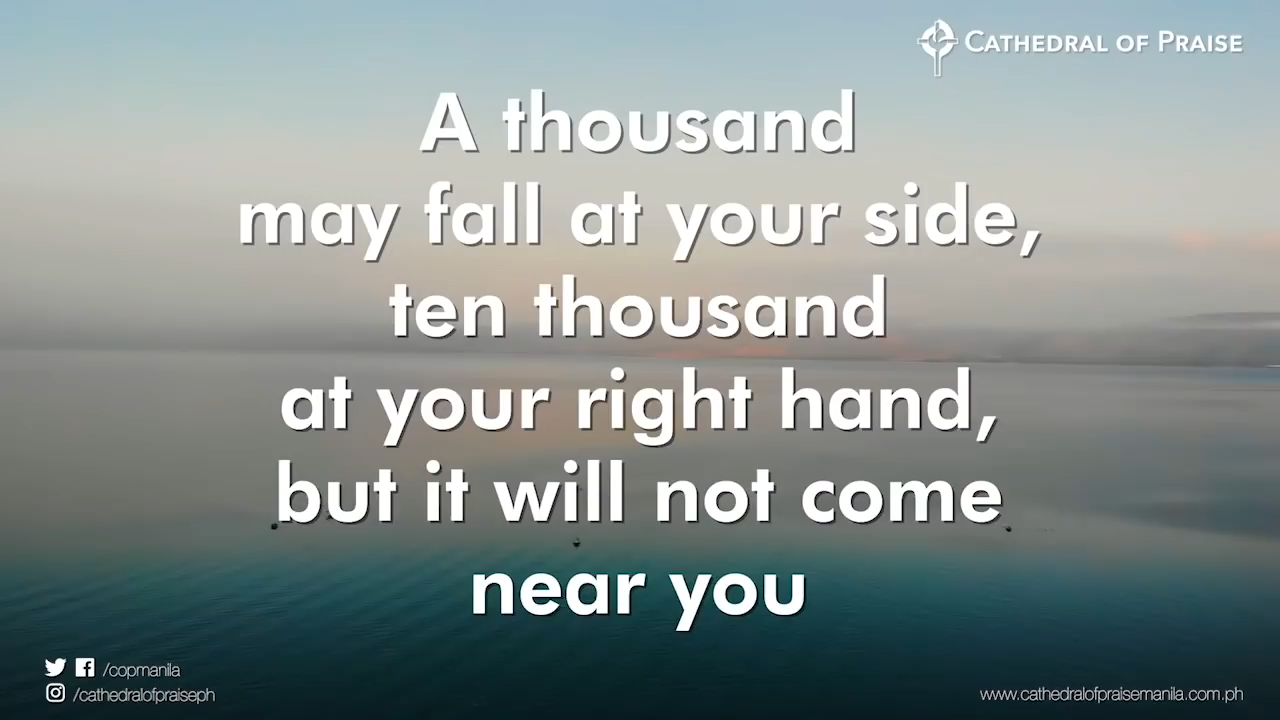 CATHEDRAL OF PRAISE
A thousand
may fall at your side,
ten thousand
at your right hand,
but it will not come
near you
/copmanila
/cathedralofpraiseph
www.cathedralofpraisemanila.com.ph